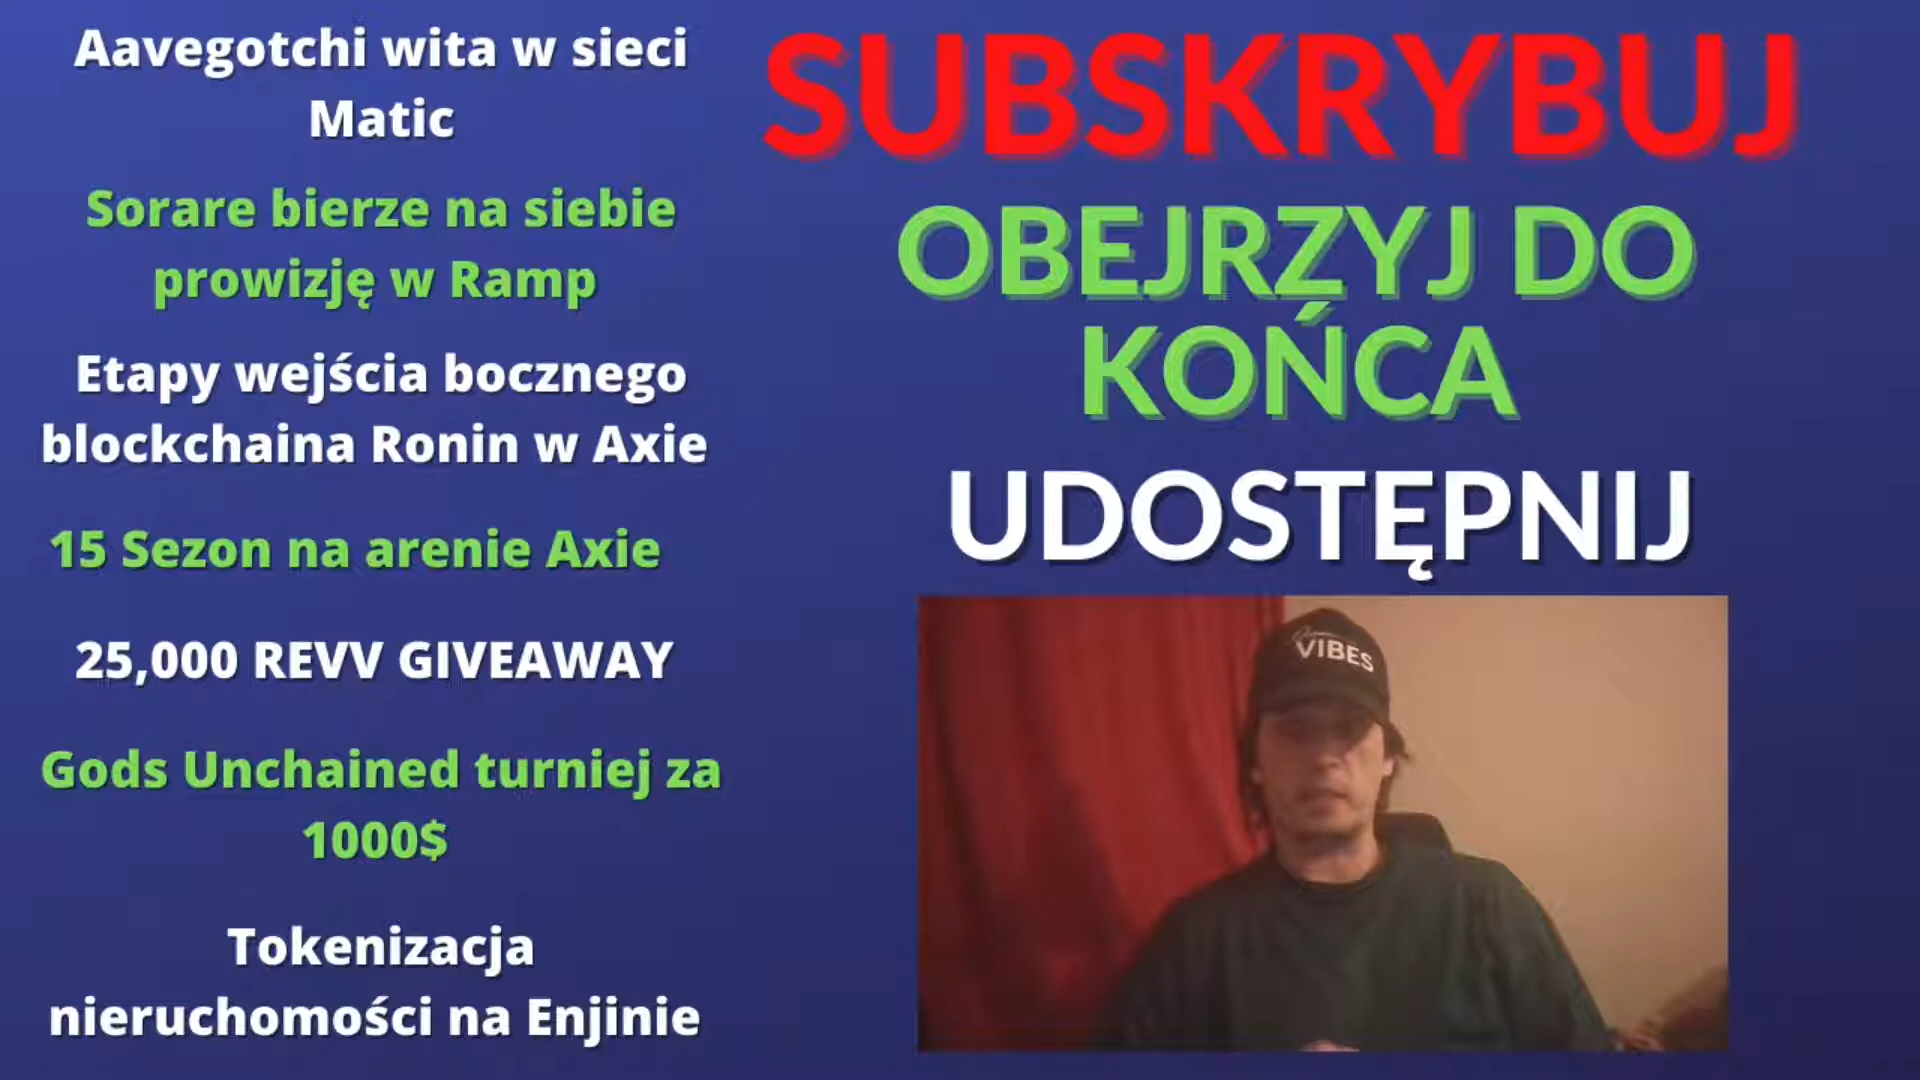 Aavegotchi wita w sieci
Matic
Sorare bierze na siebie
prowizję w Ramp
Etapy wejścia bocznego
blockchaina Ronin w Axie
15 Sezon na arenie Axie
25,000 REVV GIVEAWAY
Gods Unchained turniej za
1000$
Tokenizacja
nieruchomości na Enjinie
SUBSKRYBUJ
OBEJRZYJ DO
KOŃCA
UDOSTĘPNIJ
VIBES